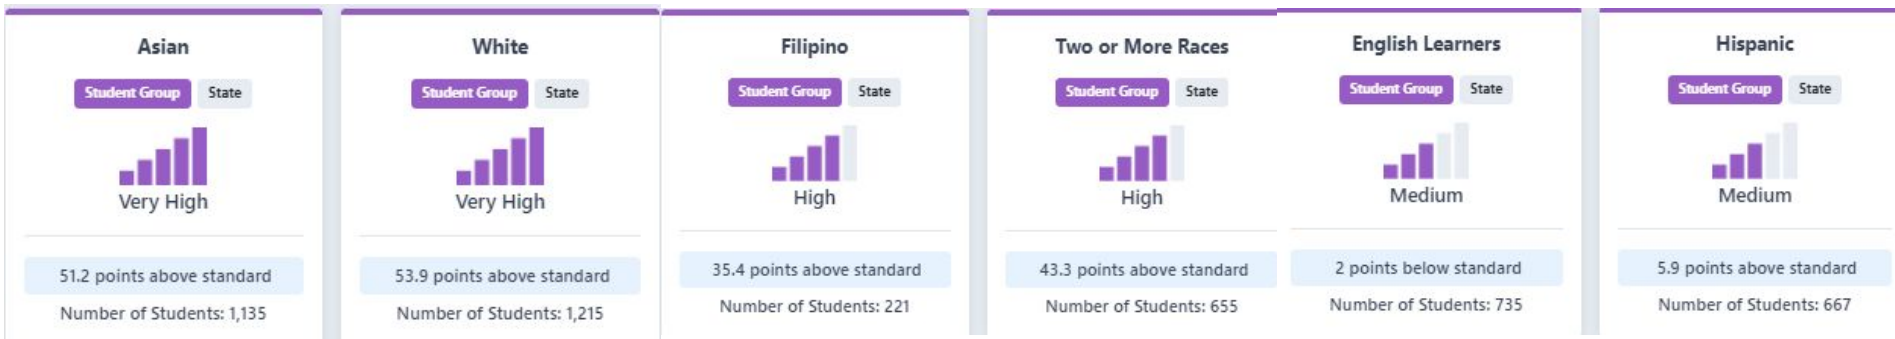 Asian
Student Group State
Very High
51.2 points above standard
Number of Students: 1,135
White
Student Group State
Very High
53.9 points above standard
Number of Students: 1,215
Filipino
Student Group State
High
35.4 points above standard
Number of Students: 221
Two or More Races
Student Group State
High
43.3 points above standard
Number of Students: 655
English Learners
Student Group State
Medium
2 points below standard
Number of Students: 735
Hispanic
Student Group State
Medium
5.9 points above standard
Number of Students: 667